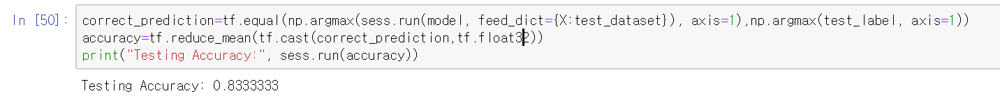 In [50]: correct_prediction=tf.equal(np.argmax(sess.run(model, feed_dict={X:test_dataset}), axis=1),np.argmax(test_label, axis=1))
accuracy=tf.reduce_mean(tf.cast(correct_prediction,tf.float32))
print("Testing Accuracy:", sess.run(accuracy))
Testing Accuracy: 0.8333333